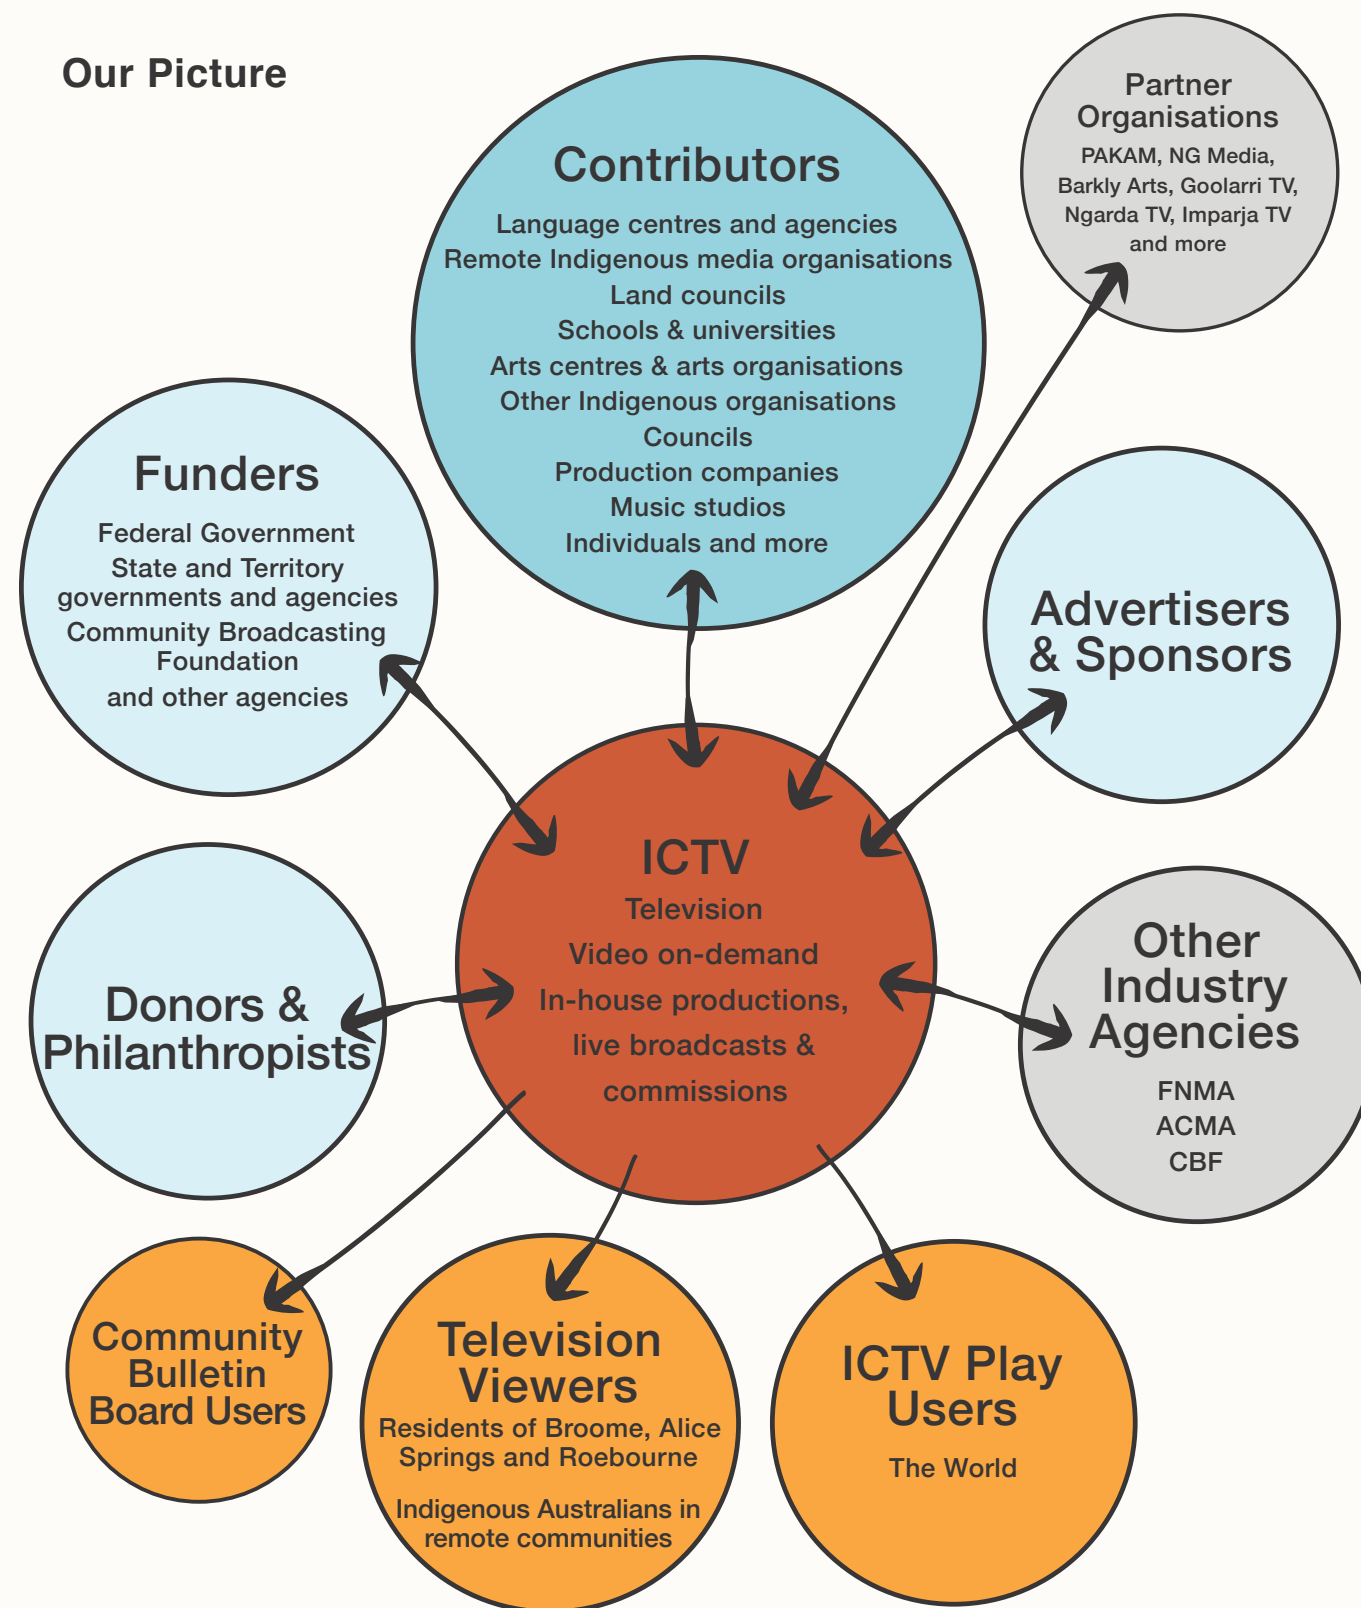 Our Picture
Contributors
Language centres and agencies
Remote Indigenous media organisations
Land councils
Schools & universities
Arts centres & arts organisations
Other Indigenous organisations
Councils
Production companies
Music studios
Individuals and more
Partner
Organisations
PAKAM, NG Media,
Barkly Arts, Goolarri TV,
Ngarda TV, Imparja TV
and more
Funders
Federal Government
State and Territory
governments and agencies
Community Broadcasting
Foundation
and other agencies
Advertisers
& Sponsors
ICTV
Television
Video on-demand
In-house productions,
live broadcasts &
commissions
Donors &
Philanthropists
Other
Industry
Agencies
FNMA
ACMA
CBF
Community
Bulletin
Board Users
Television
Viewers
Residents of Broome, Alice
Springs and Roebourne
Indigenous Australians in
remote communities
ICTV Play
Users
The World